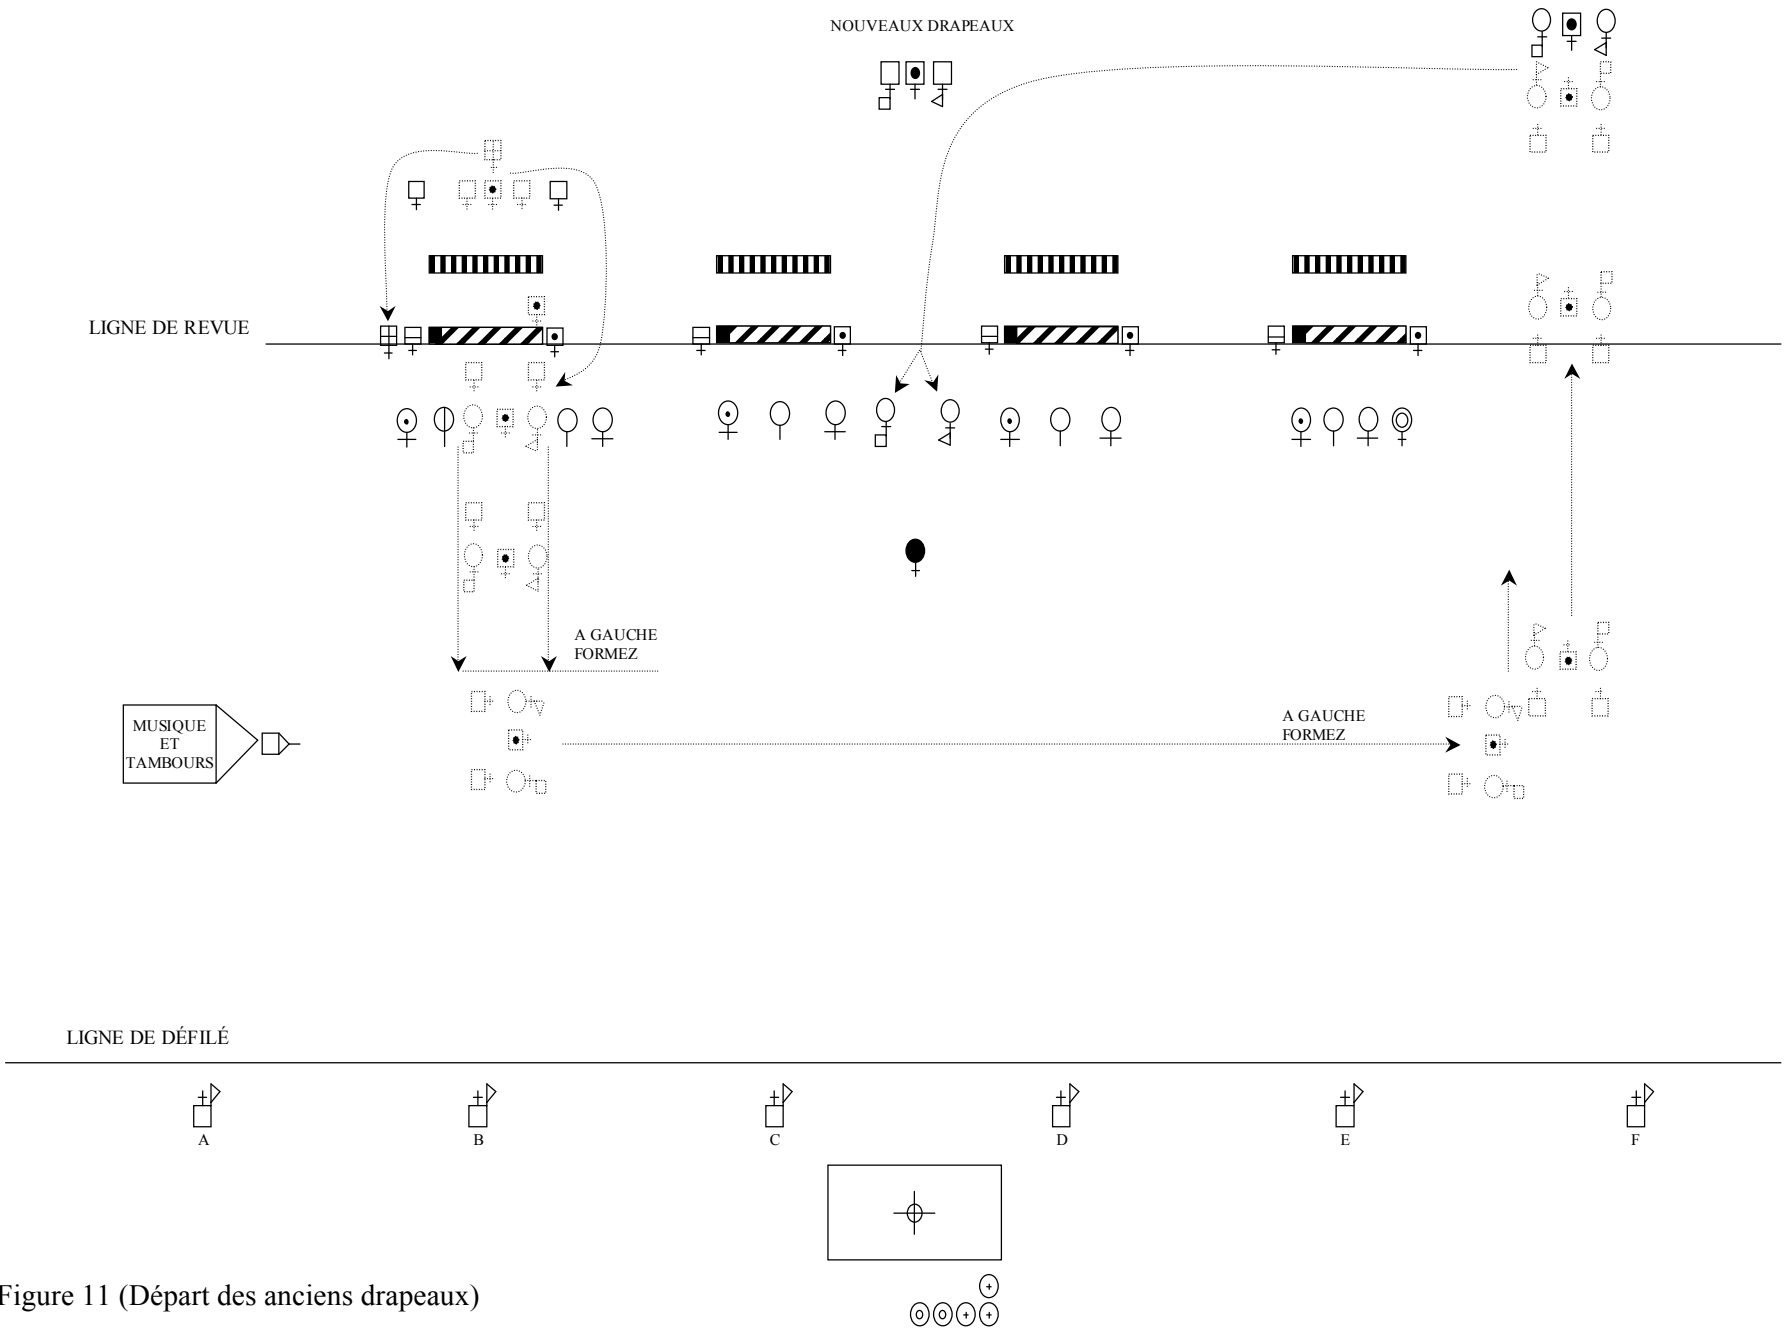 NOUVEAUX DRAPEAUX
LIGNE DE REVUE
A GAUCHE
FORMEZ
MUSIQUE
ET
TAMBOURS
A GAUCHE
FORMEZ
LIGNE DE DÉFILÉ
A B C D E F
Figure 11 (Départ des anciens drapeaux)